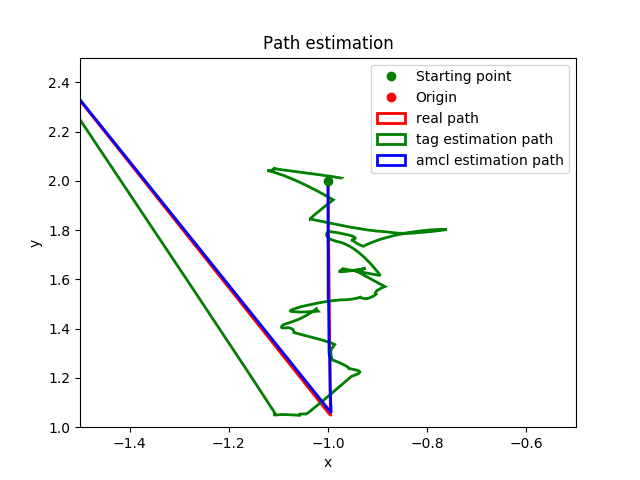 Path estimation
Starting point
Origin
real path
tag estimation path
amcl estimation path
y
2.4
2.2
2.0
1.8
1.6
1.4
1.2
1.0
−1.4
−1.2
−1.0
−0.8
−0.6
x